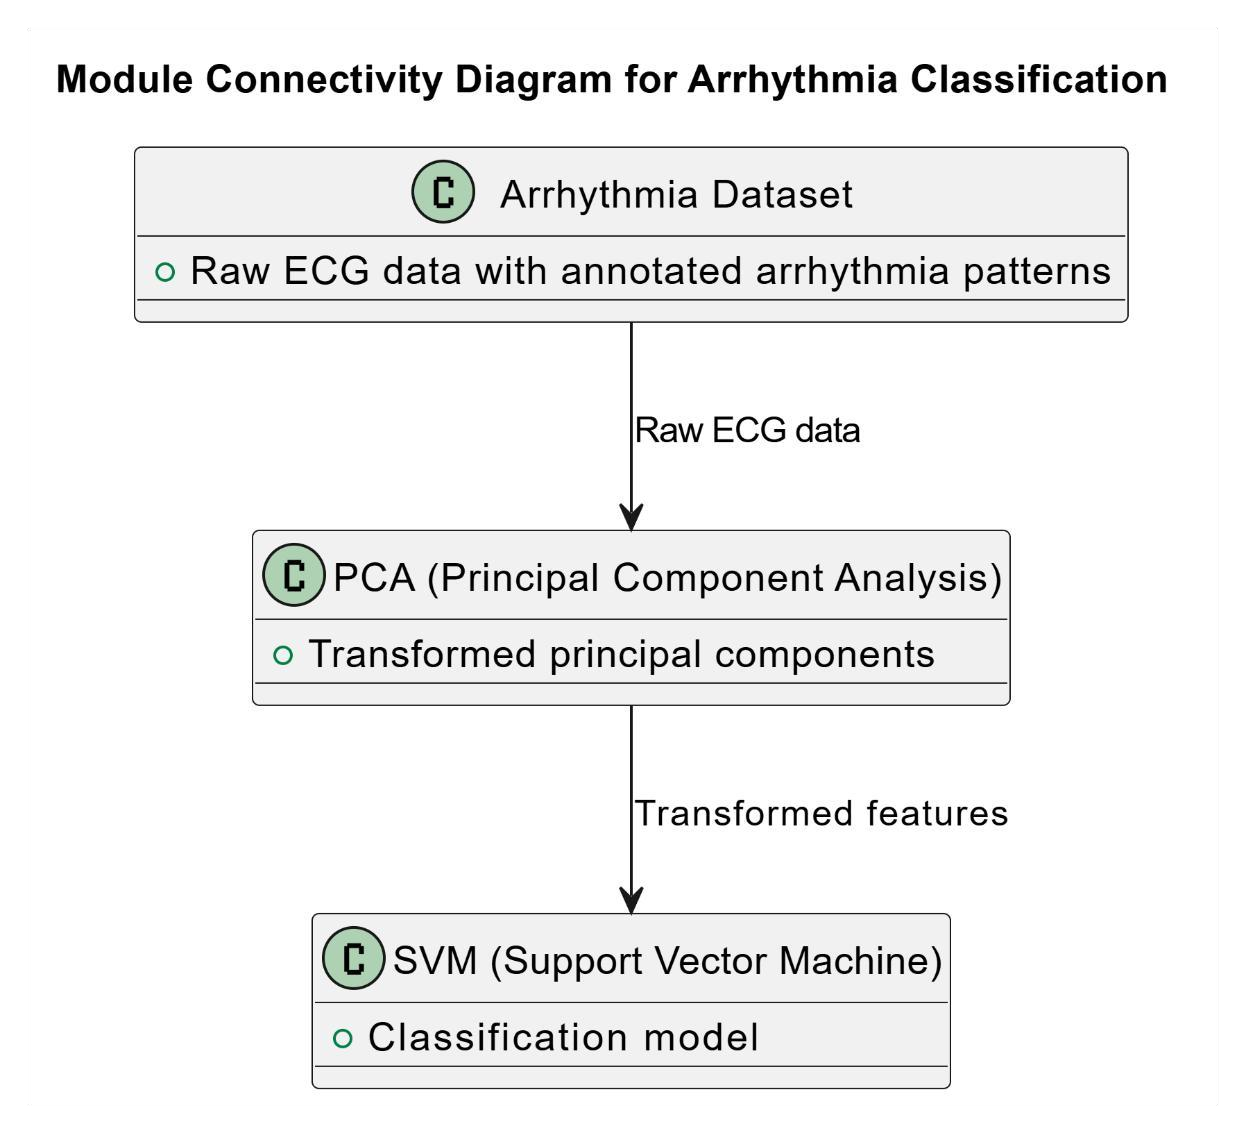 Module Connectivity Diagram for Arrhythmia Classification
C Arrhythmia Dataset
Raw ECG data with annotated arrhythmia patterns
Raw ECG data
C PCA (Principal Component Analysis)
Transformed principal components
Transformed features
C SVM (Support Vector Machine)
Classification model